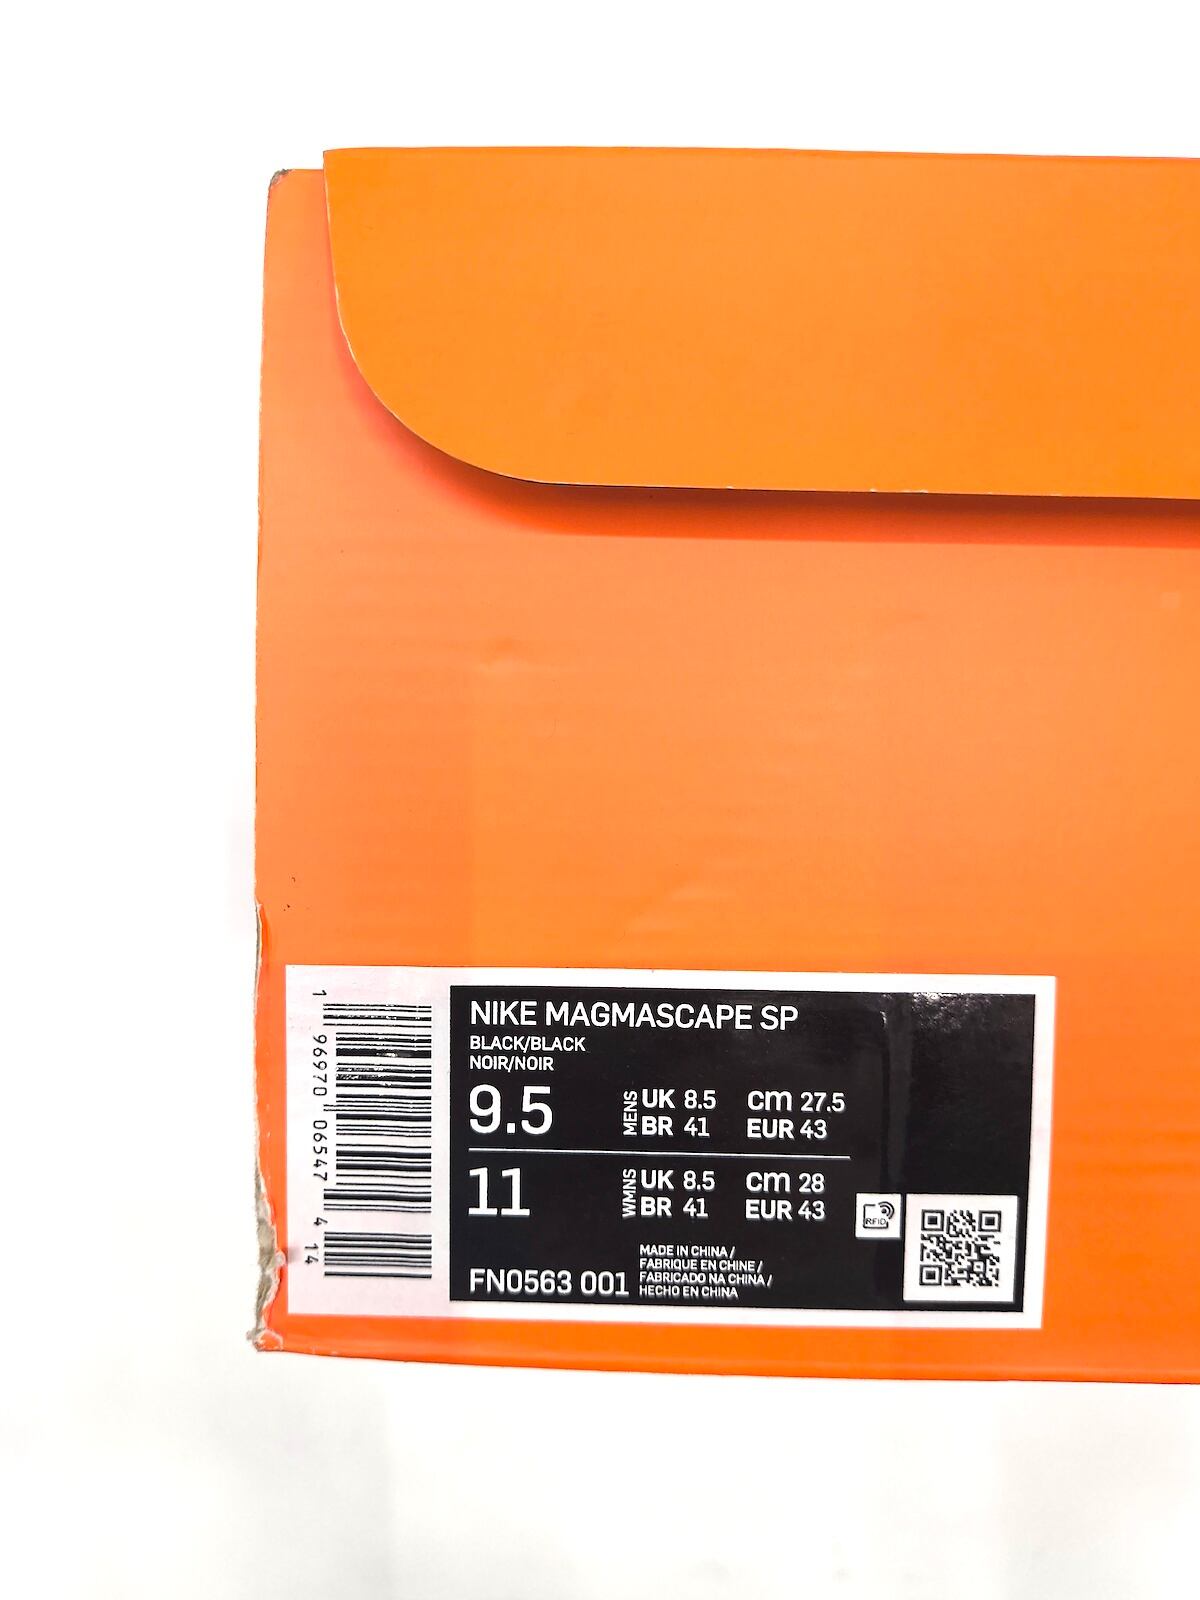 NIKE MAGMASCAPE SP
BLACK/BLACK
NOIR/NOIR
9.5
MENS
UK 8.5 cm 27.5
BR 41 EUR 43
11
WMNS
UK 8.5 cm 28
BR 41 EUR 43
FN0563 001
MADE IN CHINA /
FABRIQUE EN CHINE /
FABRICADO NA CHINA /
HECHO EN CHINA
RFID
1 96970 06547 4 14